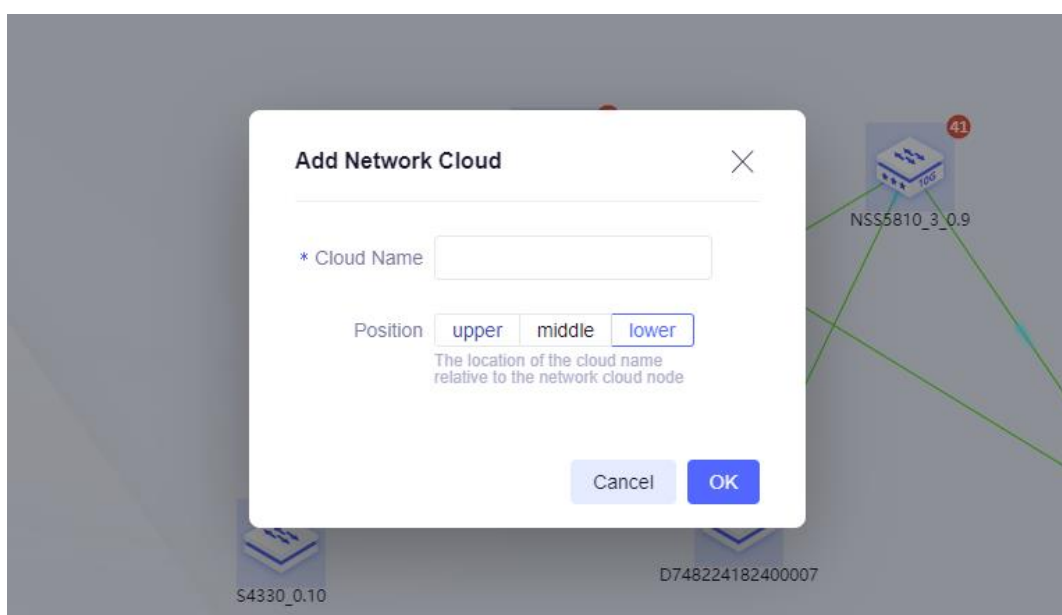 41
Add Network Cloud
10G
NSS5810_3_0.9
* Cloud Name
Position upper middle lower
The location of the cloud name
relative to the network cloud node
Cancel OK
D748224182400007
S4330_0.10